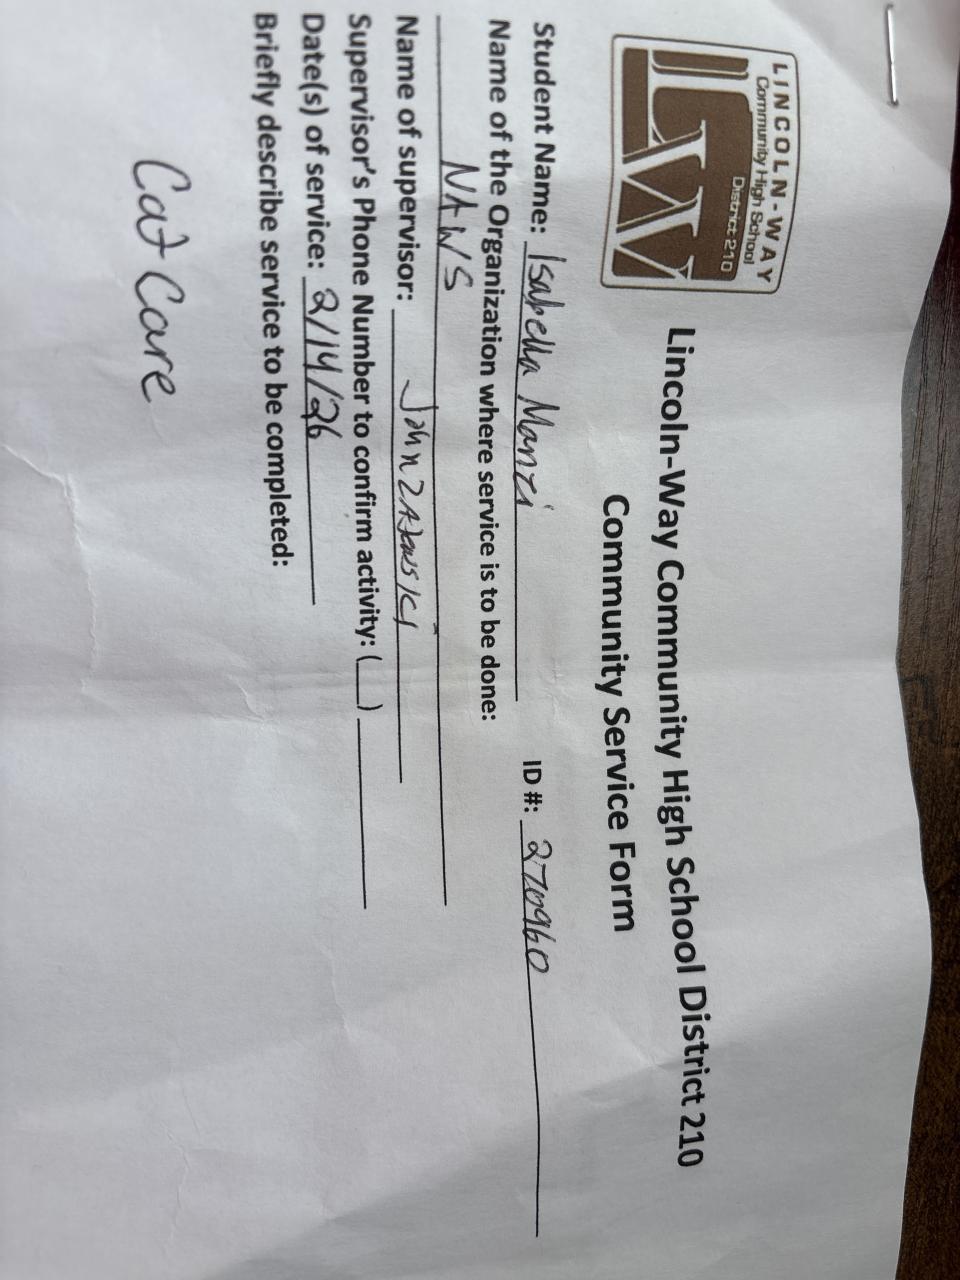 LINCOLN-WAY
Community High School
District 210
LW
Lincoln-Way Community High School District 210
Community Service Form
Student Name: Isabella Manzi ID #: 270960
Name of the Organization where service is to be done:
NAWS
Name of supervisor: John
Supervisor's Phone Number to confirm activity: (__)
Date(s) of service: 2/14/26
Briefly describe service to be completed:
Cat Care